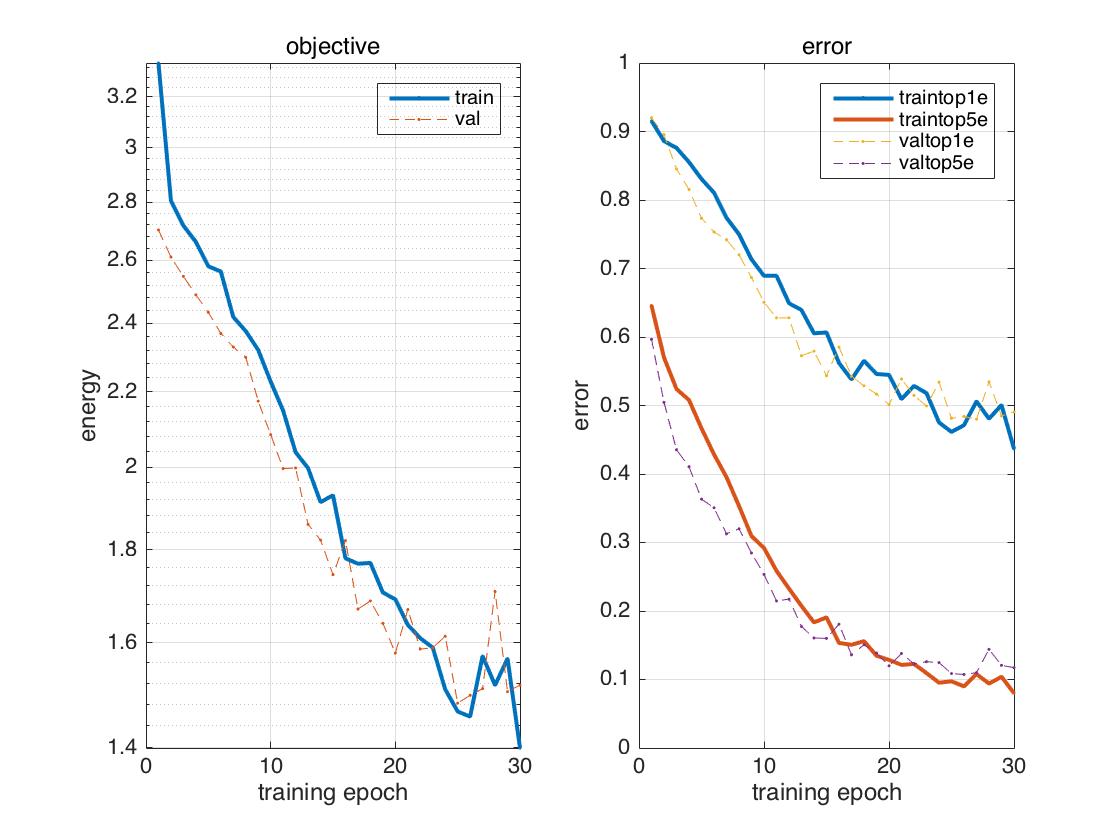 objective
train
val
3.2
3
2.8
2.6
2.4
2.2
2
1.8
1.6
1.4
energy
0
10
20
30
training epoch
error
traintop1e
traintop5e
valtop1e
valtop5e
1
0.9
0.8
0.7
0.6
0.5
0.4
0.3
0.2
0.1
0
error
0
10
20
30
training epoch